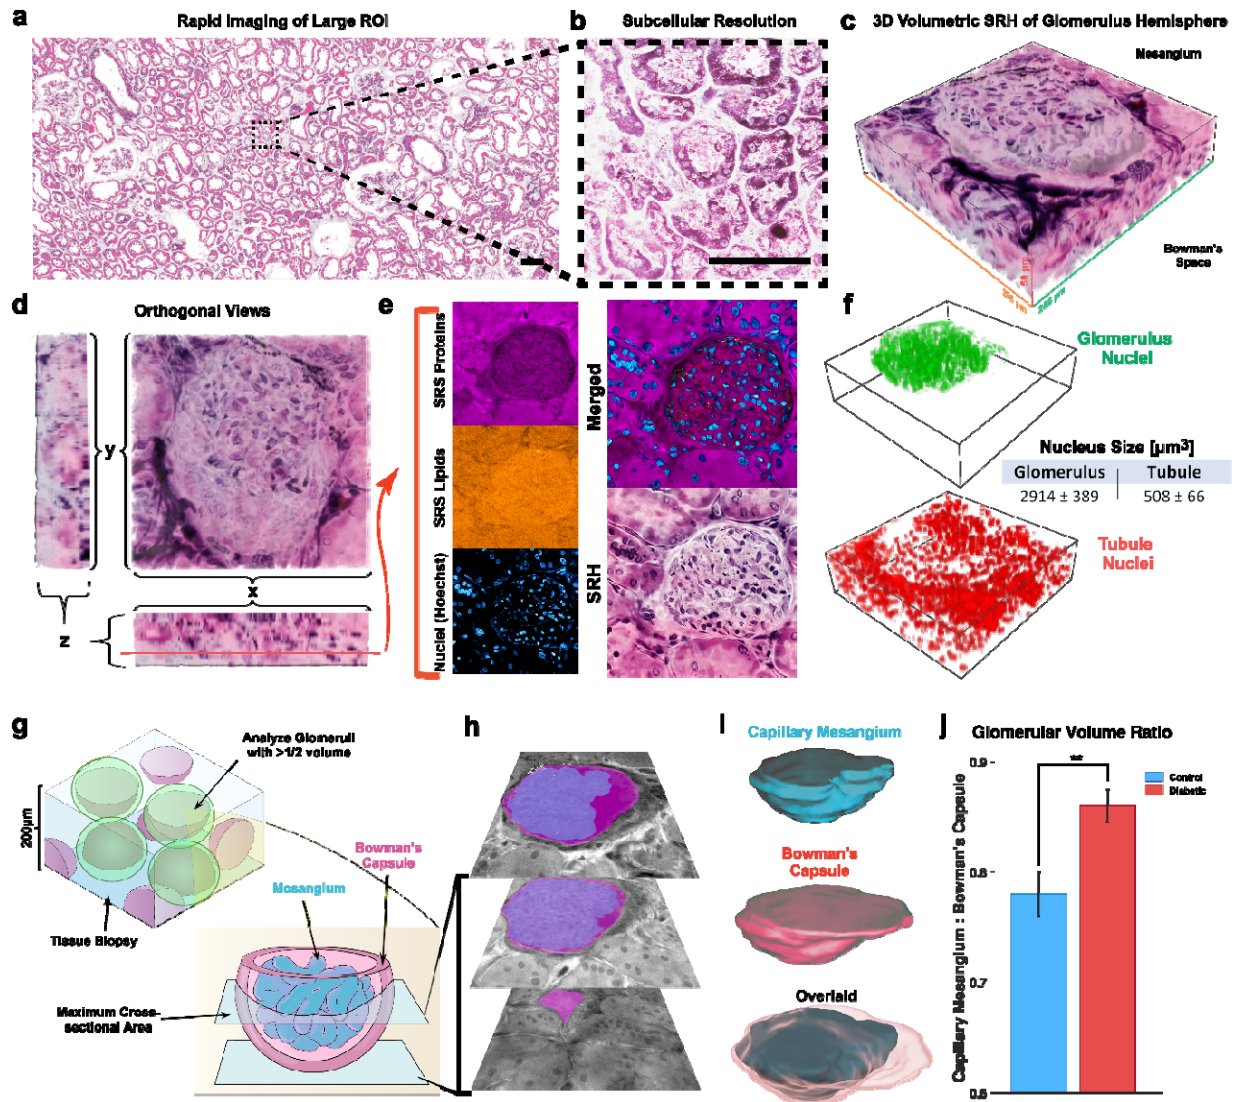 a Rapid Imaging of Large ROI
b Subcellular Resolution
c 3D Volumetric SRH of Glomerulus Hemisphere
Mesangium
Bowman's
Space
d Orthogonal Views
y
x
z
e
SRS Proteins
SRS Lipids
Nuclei (Hoechst)
Merged
SRH
f
Glomerulus
Nuclei
Nucleus Size [µm³]
Glomerulus Tubule
2914 ± 389 508 ± 66
Tubule
Nuclei
g
Analyze Glomeruli
with >1/2 volume
200µm
Bowman's
Capsule
Mesangium
Tissue Biopsy
Maximum Cross-
sectional Area
h
i
Capillary Mesangium
Bowman's
Capsule
Overlaid
j Glomerular Volume Ratio
Capillary Mesangium : Bowman's Capsule
0.9
0.8
0.7
**
Control
Diabetic